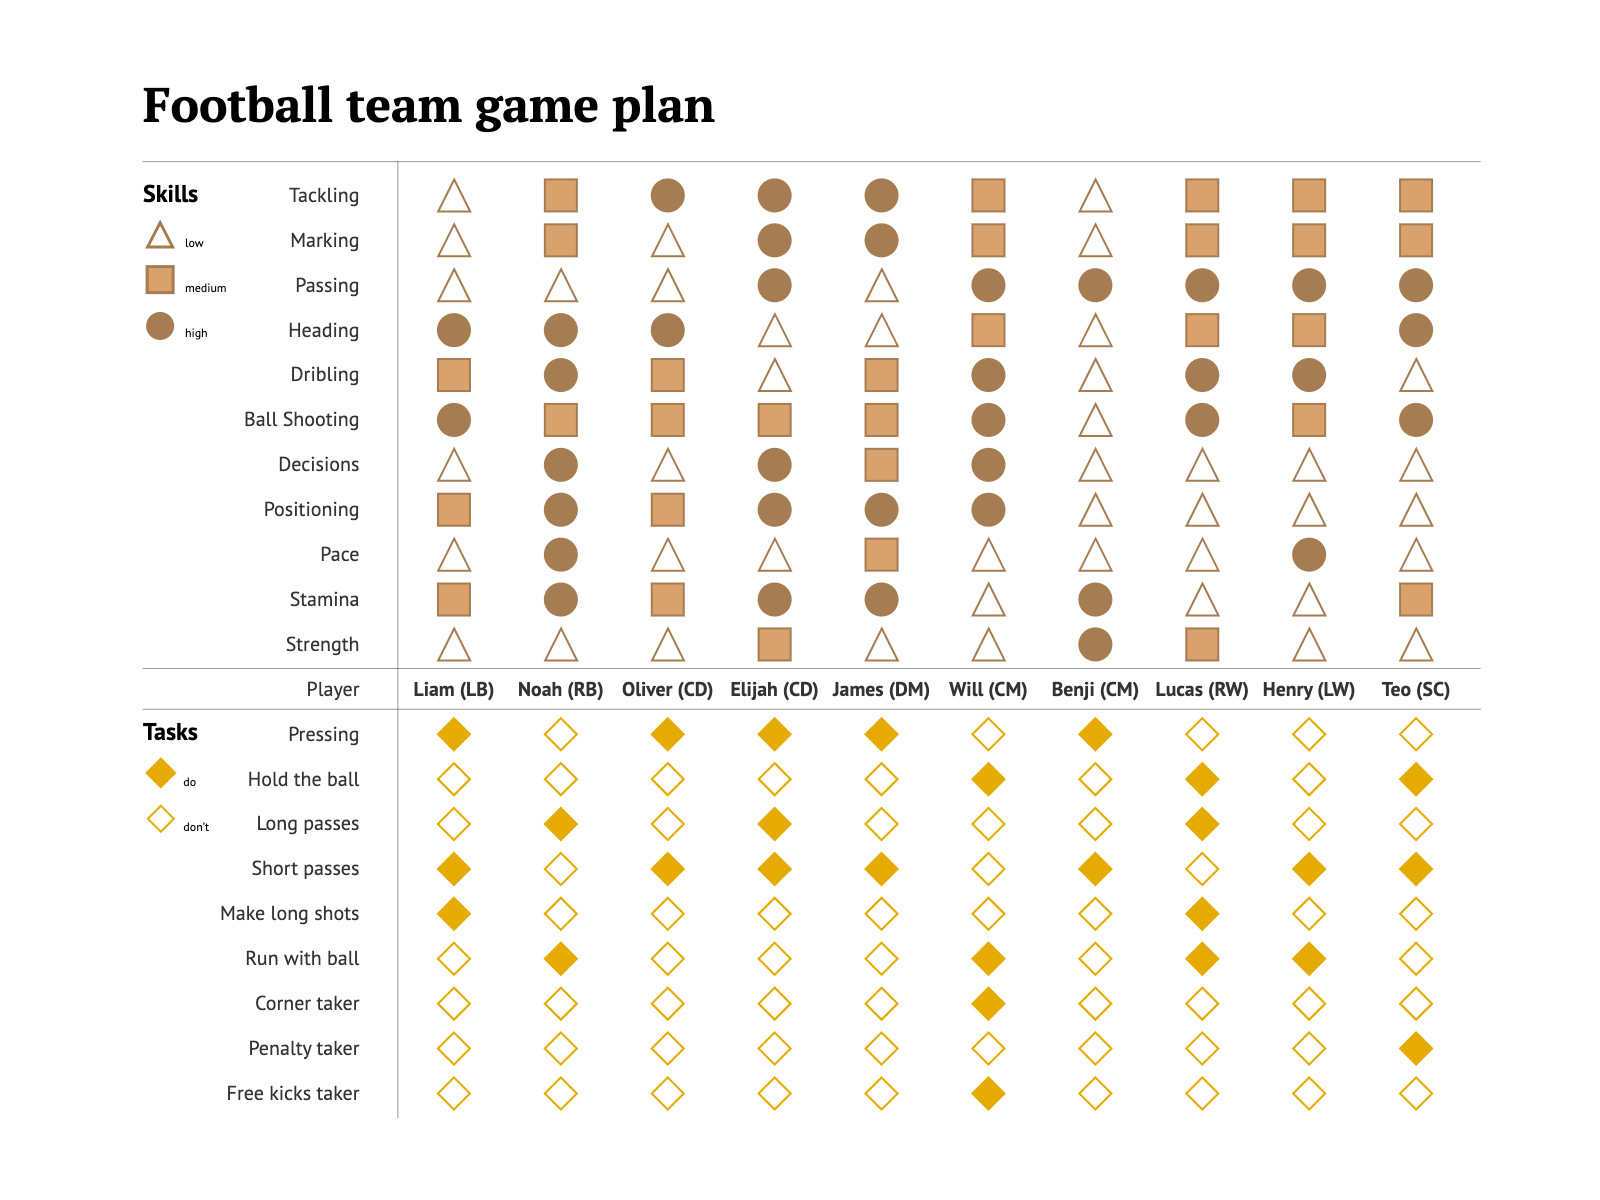 Football team game plan
Skills
low
medium
high
Tackling
Marking
Passing
Heading
Dribling
Ball Shooting
Decisions
Positioning
Pace
Stamina
Strength
Player Liam (LB) Noah (RB) Oliver (CD) Elijah (CD) James (DM) Will (CM) Benji (CM) Lucas (RW) Henry (LW) Teo (SC)
Tasks
do
don't
Pressing
Hold the ball
Long passes
Short passes
Make long shots
Run with ball
Corner taker
Penalty taker
Free kicks taker